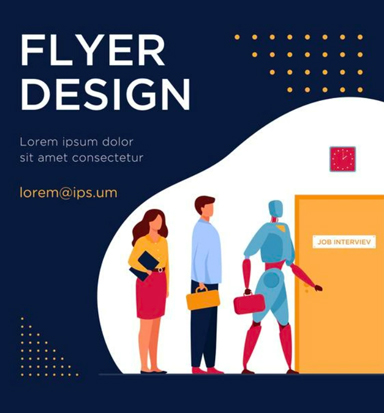 FLYER
DESIGN
Lorem ipsum dolor
sit amet consectetur
lorem@ips.um
JOB INTERVIEV